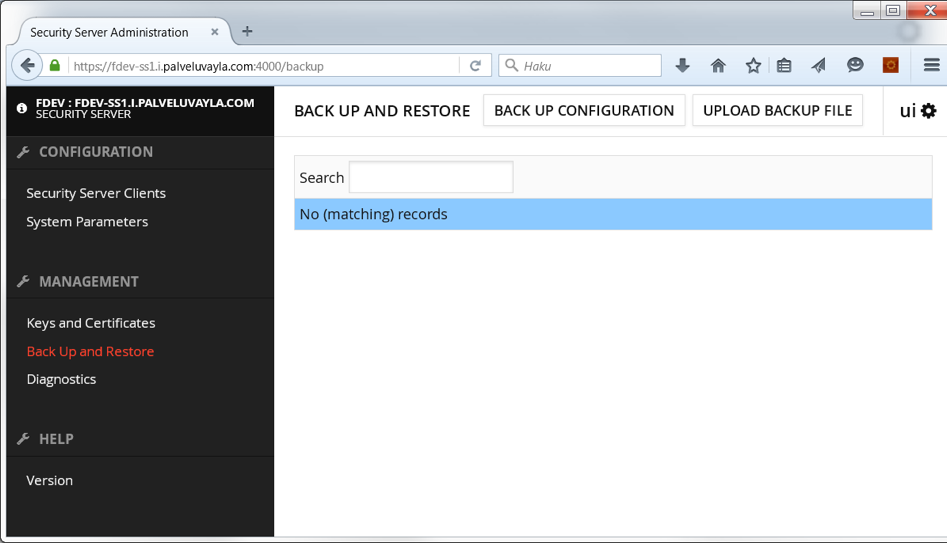 Security Server Administration
https://fdev-ss1.i.palveluvayla.com:4000/backup
Haku
FDEV : FDEV-SS1.I.PALVELUVAYLA.COM
SECURITY SERVER
BACK UP AND RESTORE
BACK UP CONFIGURATION
UPLOAD BACKUP FILE
ui
CONFIGURATION
Security Server Clients
System Parameters
MANAGEMENT
Keys and Certificates
Back Up and Restore
Diagnostics
HELP
Version
Search
No (matching) records